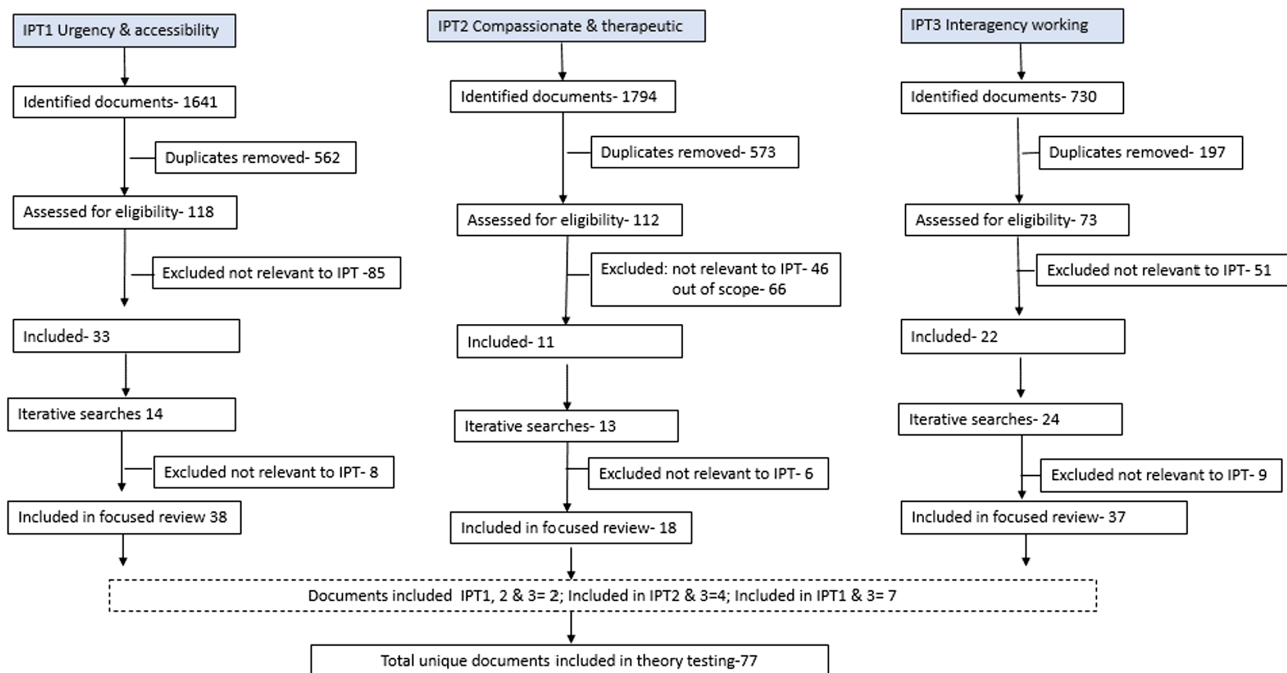 IPT1 Urgency & accessibility
Identified documents- 1641
Duplicates removed- 562
Assessed for eligibility- 118
Excluded not relevant to IPT -85
Included- 33
Iterative searches 14
Excluded not relevant to IPT- 8
Included in focused review 38
IPT2 Compassionate & therapeutic
Identified documents- 1794
Duplicates removed- 573
Assessed for eligibility- 112
Excluded: not relevant to IPT- 46
out of scope- 66
Included- 11
Iterative searches- 13
Excluded not relevant to IPT- 6
Included in focused review- 18
IPT3 Interagency working
Identified documents- 730
Duplicates removed- 197
Assessed for eligibility- 73
Excluded not relevant to IPT- 51
Included- 22
Iterative searches- 24
Excluded not relevant to IPT- 9
Included in focused review- 37
Documents included IPT1, 2 & 3= 2; Included in IPT2 & 3=4; Included in IPT1 & 3= 7
Total unique documents included in theory testing-77